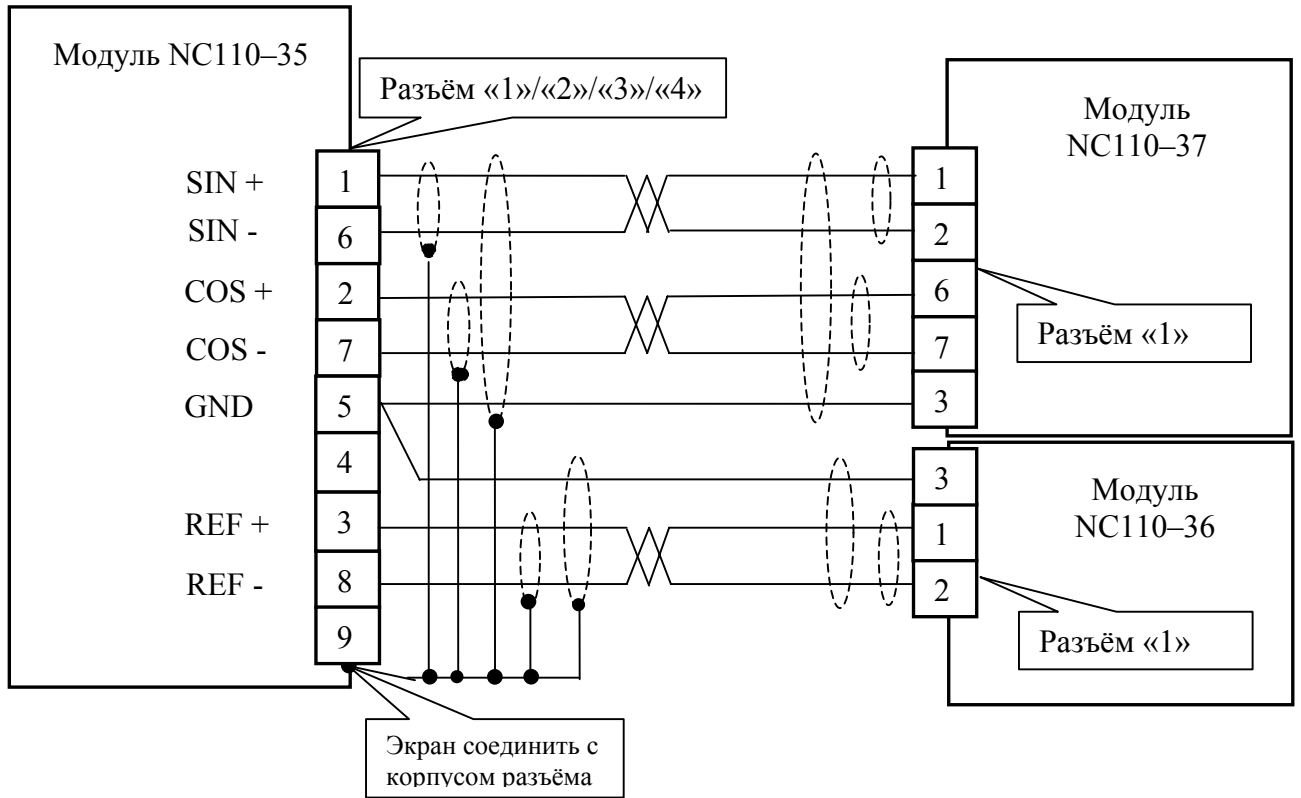 Модуль NC110–35
Разъём «1»/«2»/«3»/«4»
Модуль
NC110–37
SIN + 1 1
SIN - 6 2
COS + 2 6
COS - 7 7
GND 5 3
Разъём «1»
4 3
REF + 3 1
REF - 8 2
9
Модуль
NC110–36
Разъём «1»
Экран соединить с
корпусом разъёма